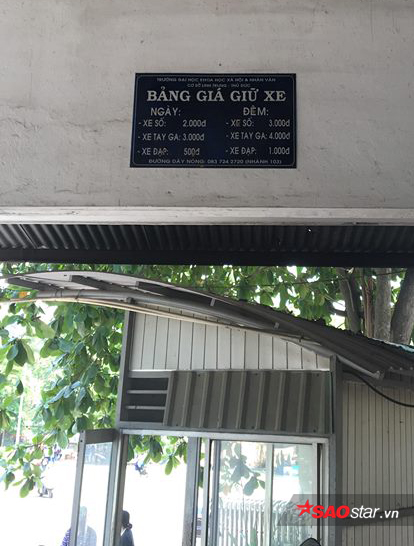 TRƯỜNG ĐẠI HỌC KHOA HỌC XÃ HỘI & NHÂN VĂN
CƠ SỞ LINH TRUNG - THỦ ĐỨC
BẢNG GIÁ GIỮ XE
NGÀY: ĐÊM:
- XE SỐ: 2.000đ - XE SỐ: 3.000đ
- XE TAY GA: 3.000đ - XE TAY GA: 4.000đ
- XE ĐẠP: 500đ - XE ĐẠP: 1.000đ
ĐƯỜNG DÂY NÓNG: 083 724 2720 (NHÁNH 103)
SAOstar.vn